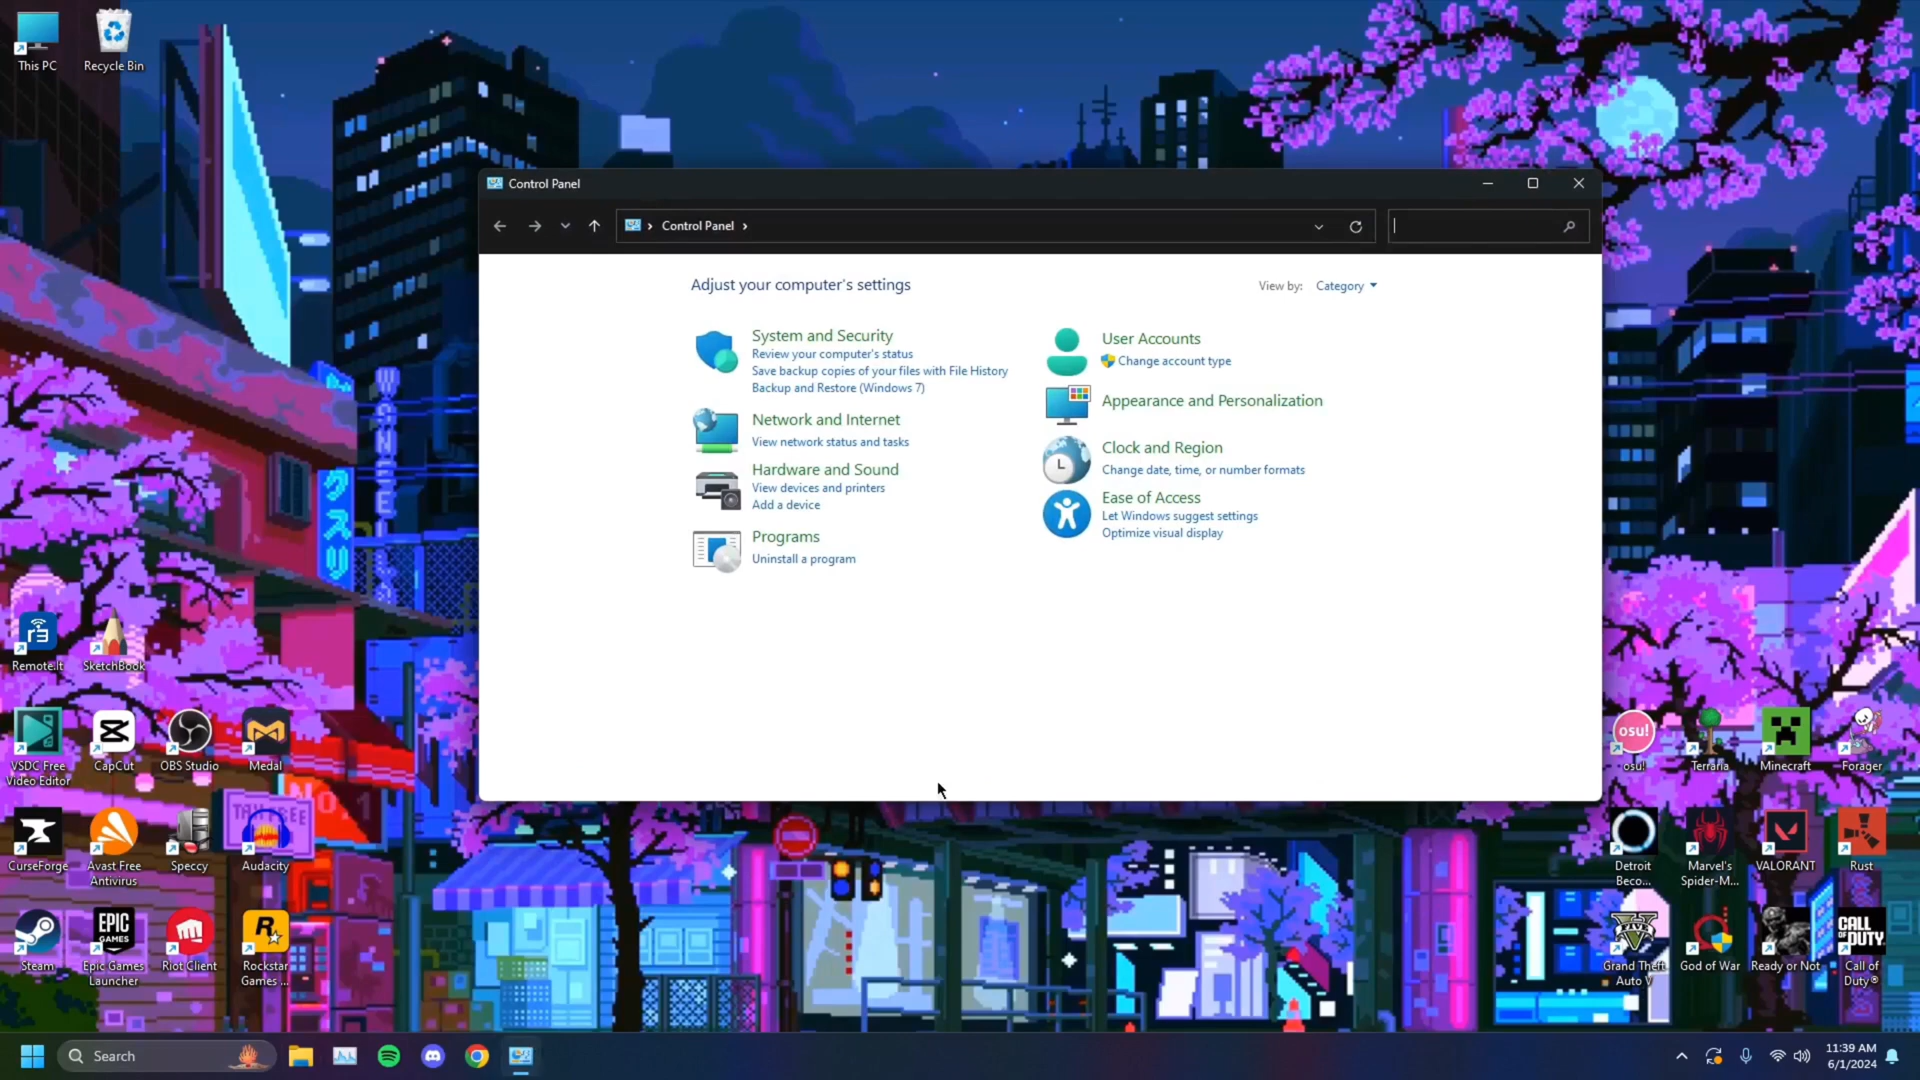 This PC
Recycle Bin
Control Panel
Control Panel
Adjust your computer's settings
View by: Category
System and Security
Review your computer's status
Save backup copies of your files with File History
Backup and Restore (Windows 7)
Network and Internet
View network status and tasks
Hardware and Sound
View devices and printers
Add a device
Programs
Uninstall a program
User Accounts
Change account type
Appearance and Personalization
Clock and Region
Change date, time, or number formats
Ease of Access
Let Windows suggest settings
Optimize visual display
クスリ
Remote.It
SketchBook
VSDC Free
Video Editor
CapCut
OBS Studio
Medal
CurseForge
Avast Free
Antivirus
Speccy
Audacity
Steam
EPIC
GAMES
Epic Games
Launcher
Riot Client
Rockstar
Games ...
osu!
osu!
Terraria
Minecraft
Forager
Detroit
Beco...
Marvel's
Spider-M...
VALORANT
Rust
FIVE
Grand Theft
Auto V
God of War
Ready or Not
CALL
OF DUTY
Call of
Duty®
Search
11:39 AM
6/1/2024